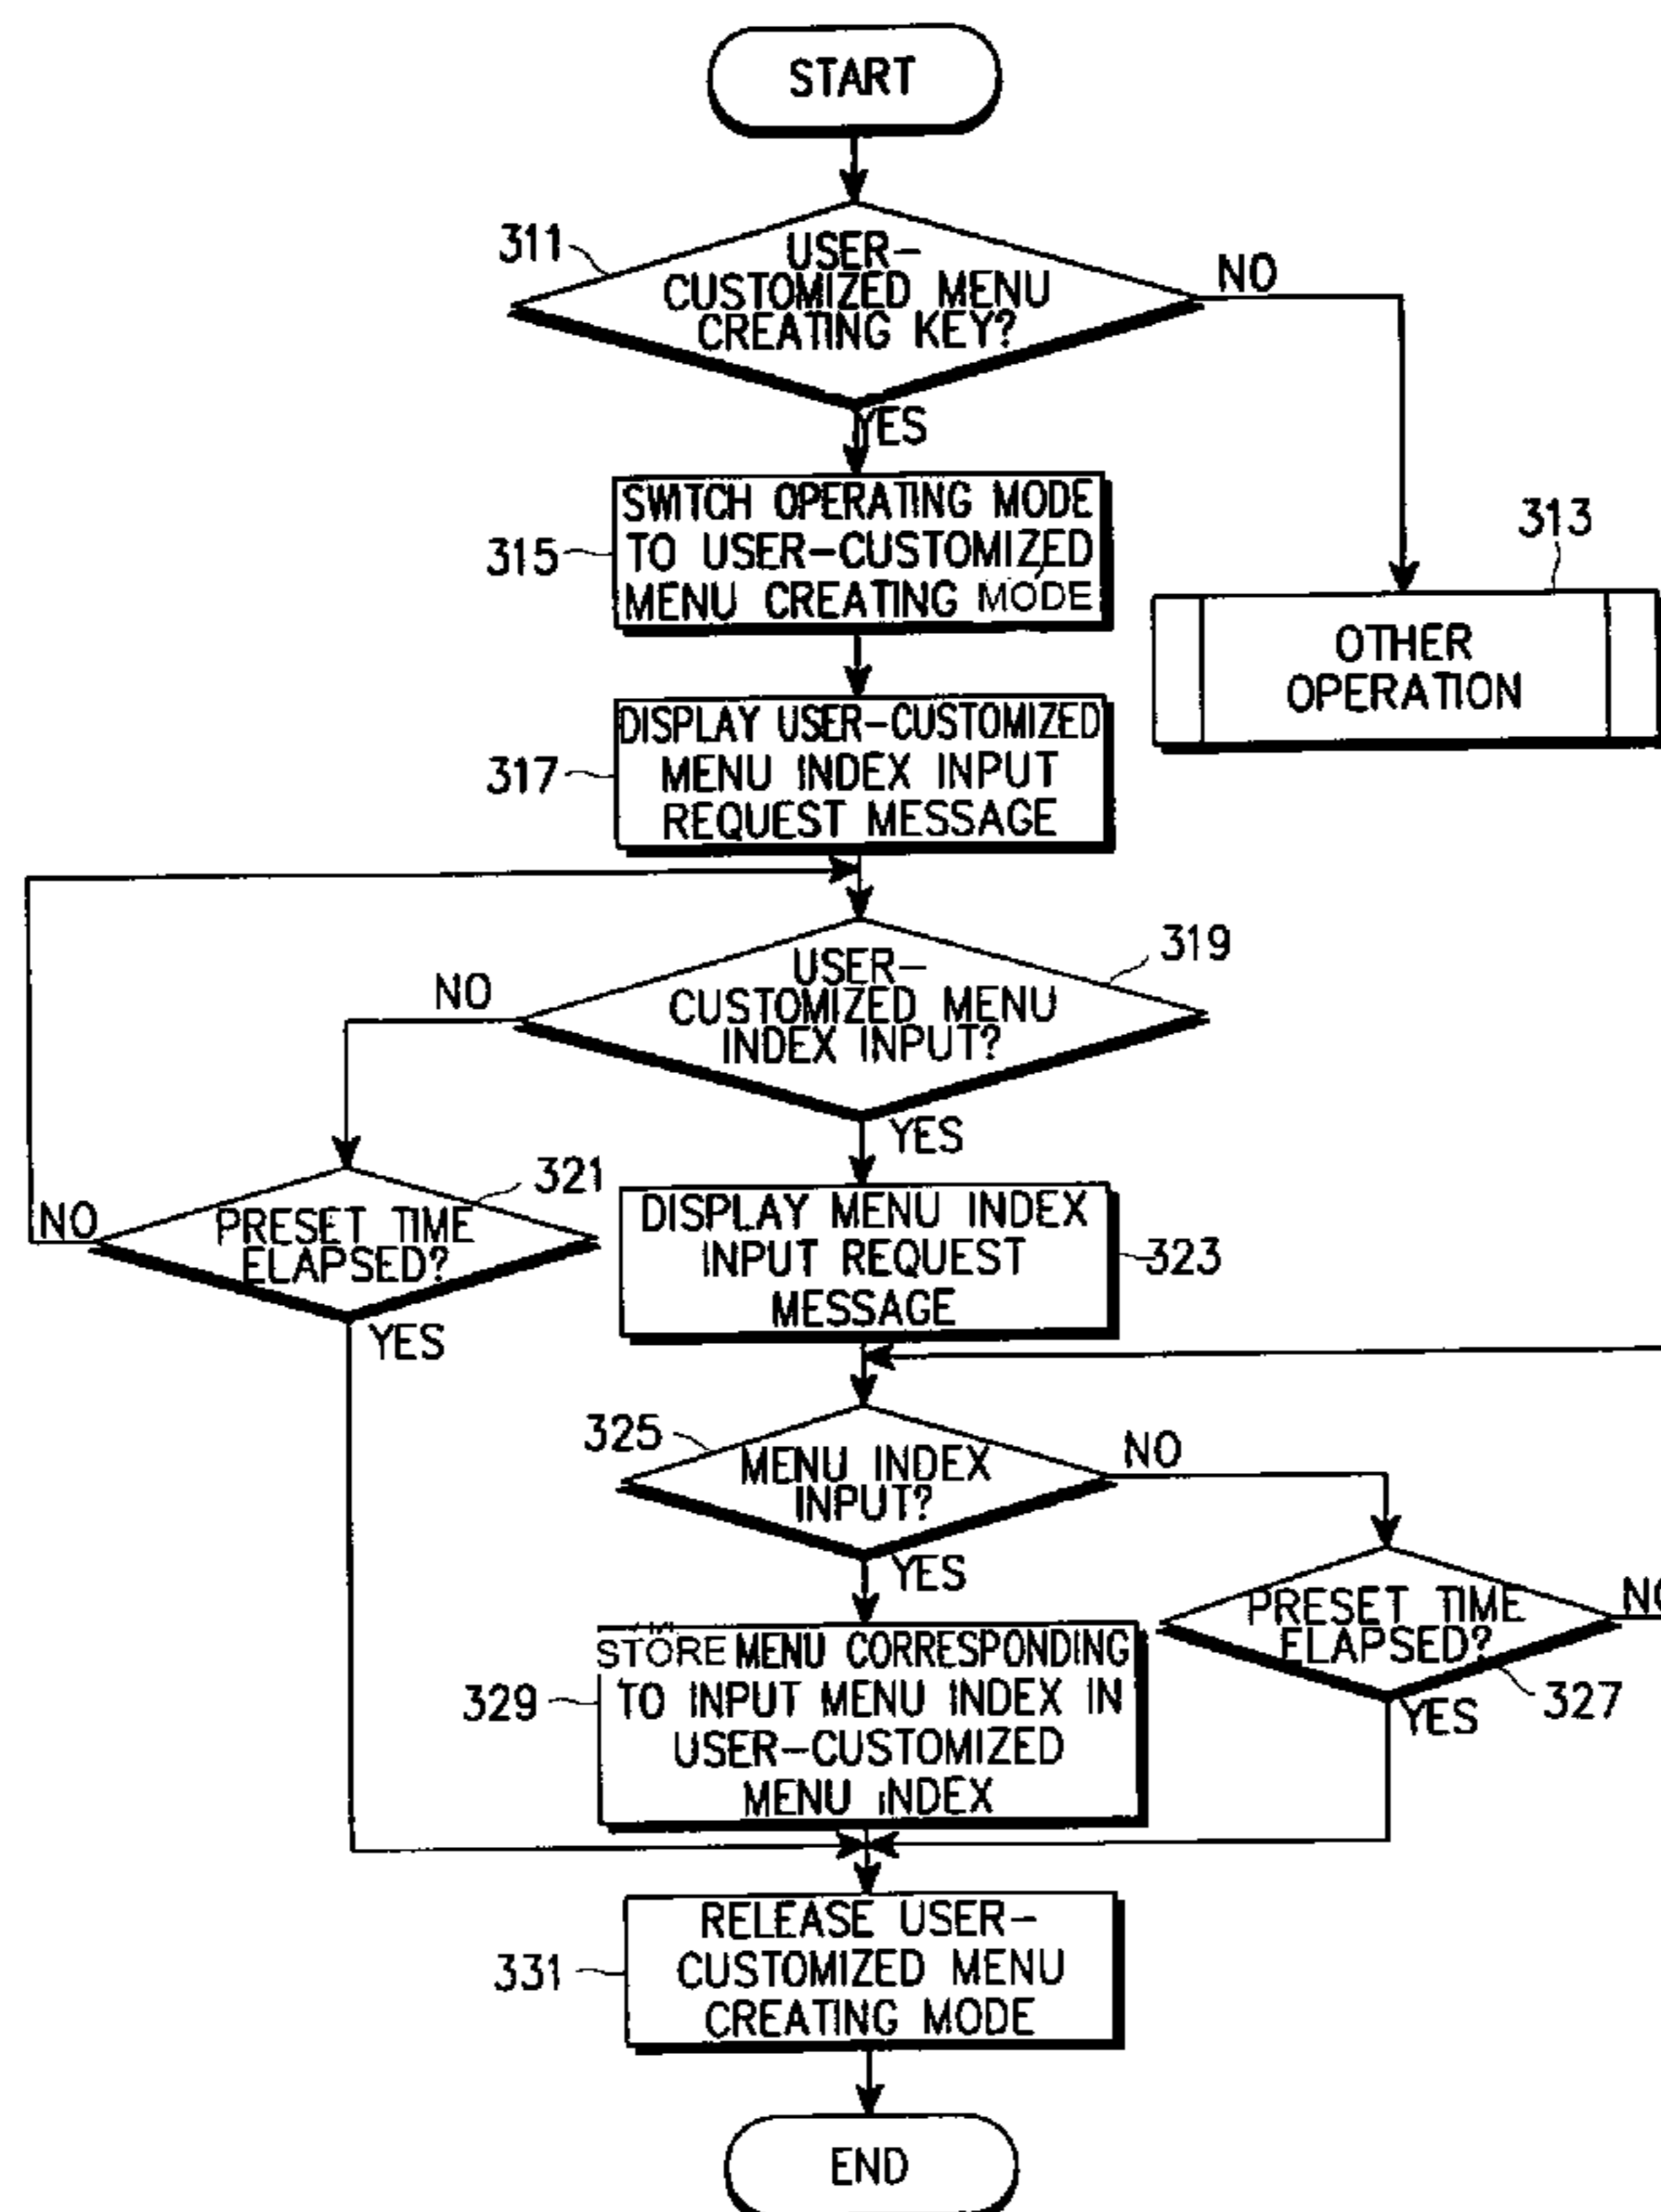 START
311
USER-
CUSTOMIZED MENU
CREATING KEY?
NO
YES
315
SWITCH OPERATING MODE
TO USER-CUSTOMIZED
MENU CREATING MODE
313
OTHER
OPERATION
317
DISPLAY USER-CUSTOMIZED
MENU INDEX INPUT
REQUEST MESSAGE
319
USER-
CUSTOMIZED MENU
INDEX INPUT?
NO
YES
321
PRESET TIME
ELAPSED?
NO
YES
DISPLAY MENU INDEX
INPUT REQUEST
MESSAGE
323
325
MENU INDEX
INPUT?
NO
YES
PRESET TIME
ELAPSED?
NO
327
YES
329
STORE MENU CORRESPONDING
TO INPUT MENU INDEX IN
USER-CUSTOMIZED
MENU INDEX
331
RELEASE USER-
CUSTOMIZED MENU
CREATING MODE
END